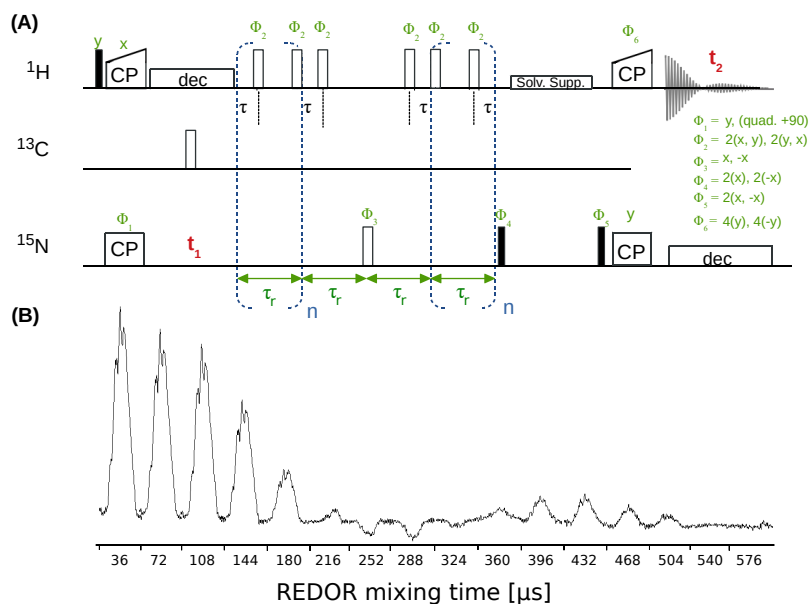 (A)
Φ2 Φ2 Φ2 Φ2 Φ2 Φ2 Φ6
y x
1H CP dec τ τ τ τ Solv. Supp. CP t2
13C
Φ1 = y, (quad. +90)
Φ2 = 2(x, y), 2(y, x)
Φ3 = x, -x
Φ4 = 2(x), 2(-x)
Φ5 = 2(x, -x)
Φ6 = 4(y), 4(-y)
Φ1 Φ3 Φ4 Φ5 y
15N CP t1 CP dec
τr τr τr τr
n n
(B)
36 72 108 144 180 216 252 288 324 360 396 432 468 504 540 576
REDOR mixing time [µs]